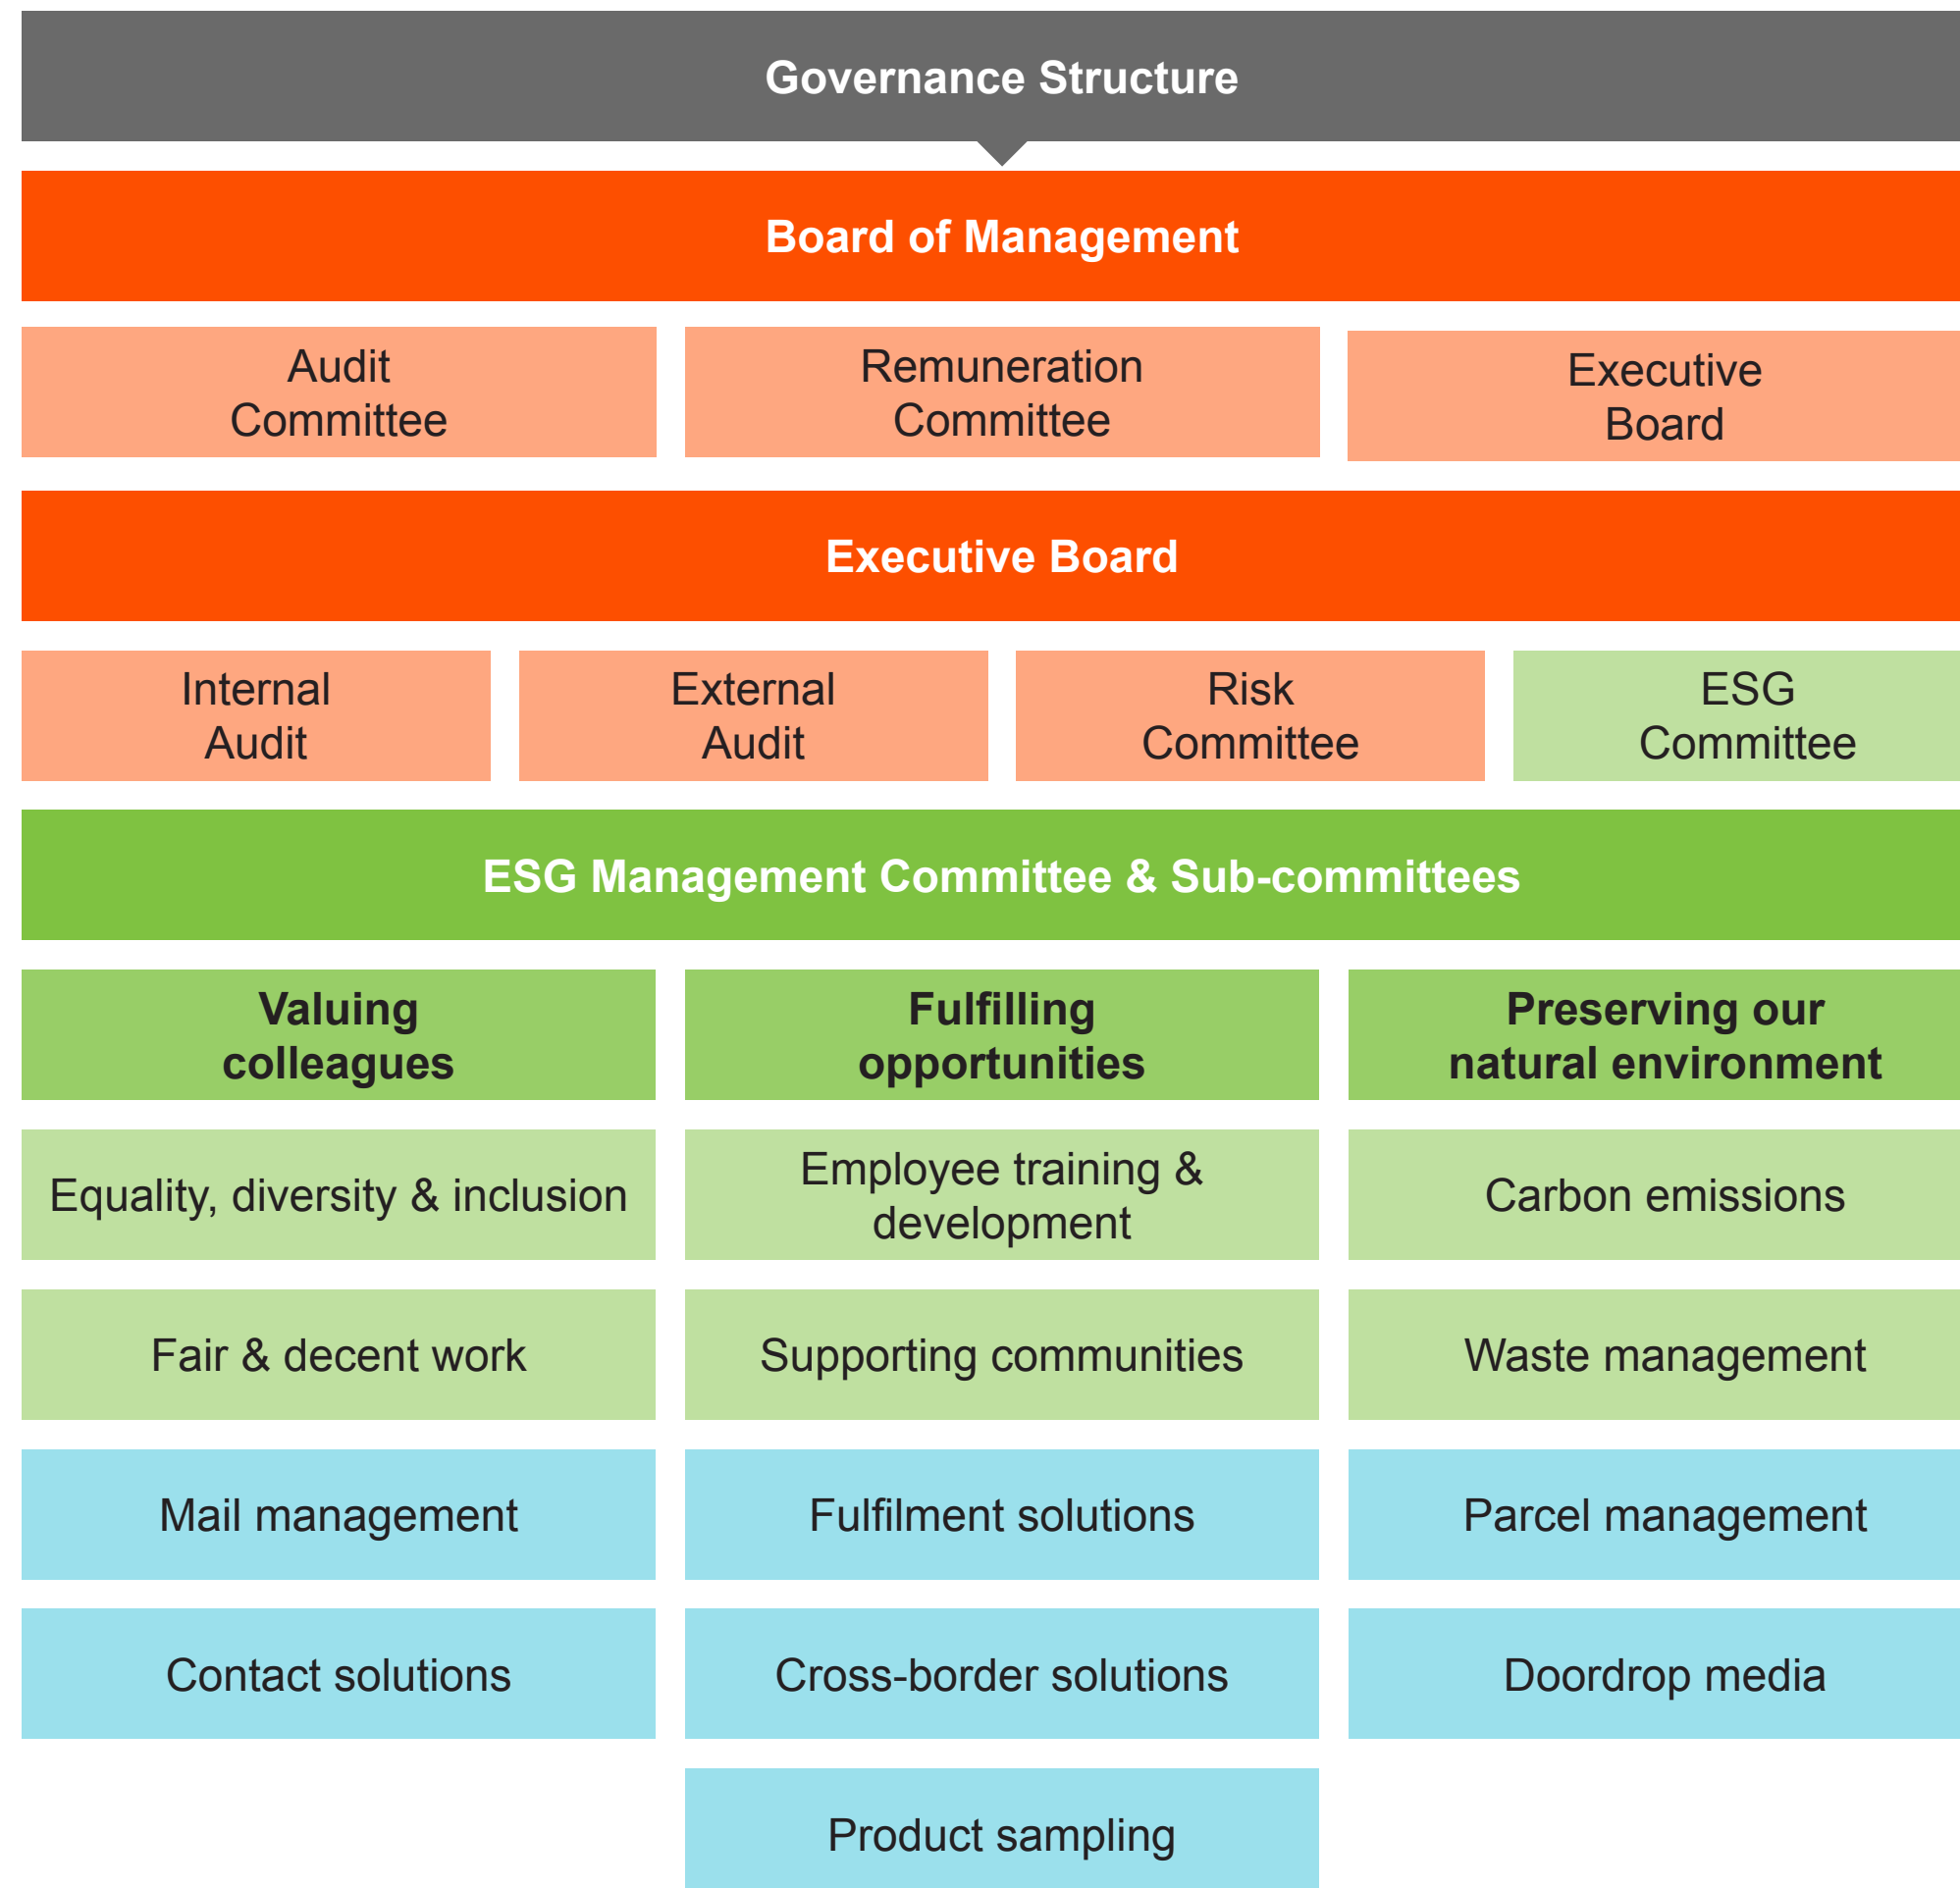 Governance Structure
Board of Management
Audit
Committee
Remuneration
Committee
Executive
Board
Executive Board
Internal
Audit
External
Audit
Risk
Committee
ESG
Committee
ESG Management Committee & Sub-committees
Valuing
colleagues
Fulfilling
opportunities
Preserving our
natural environment
Equality, diversity & inclusion
Employee training &
development
Carbon emissions
Fair & decent work
Supporting communities
Waste management
Mail management
Fulfilment solutions
Parcel management
Contact solutions
Cross-border solutions
Doordrop media
Product sampling